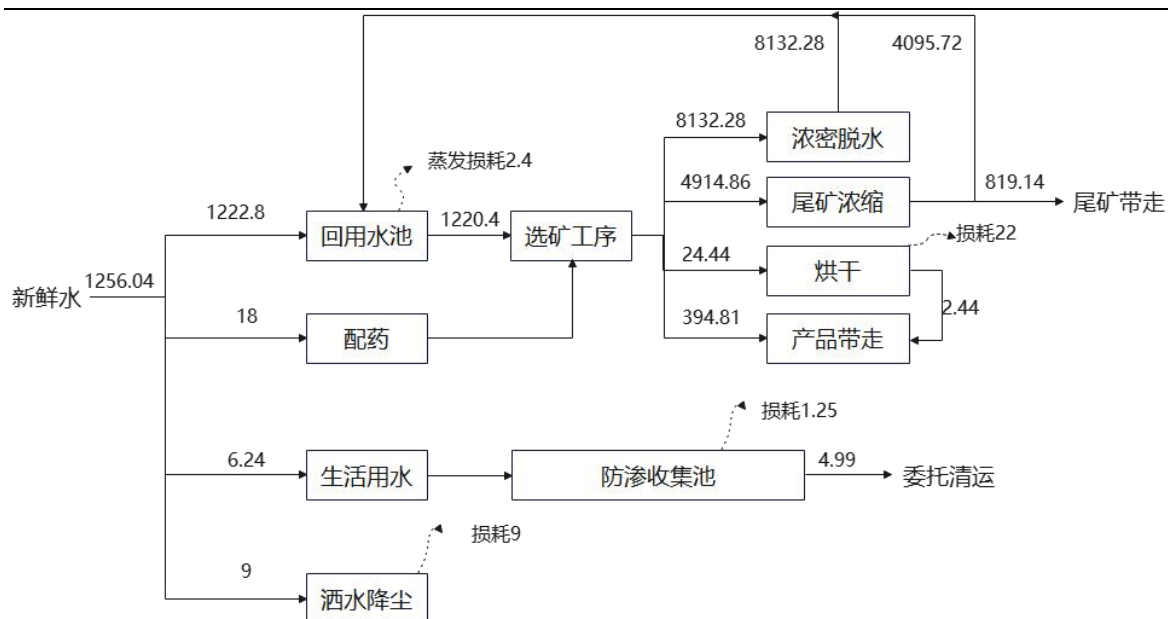 8132.28
4095.72
8132.28
浓密脱水
蒸发损耗2.4
4914.86
尾矿浓缩
819.14
尾矿带走
1222.8
回用水池
1220.4
选矿工序
损耗22
24.44
烘干
新鲜水
1256.04
18
配药
394.81
产品带走
2.44
损耗1.25
6.24
生活用水
防渗收集池
4.99
委托清运
损耗9
9
洒水降尘